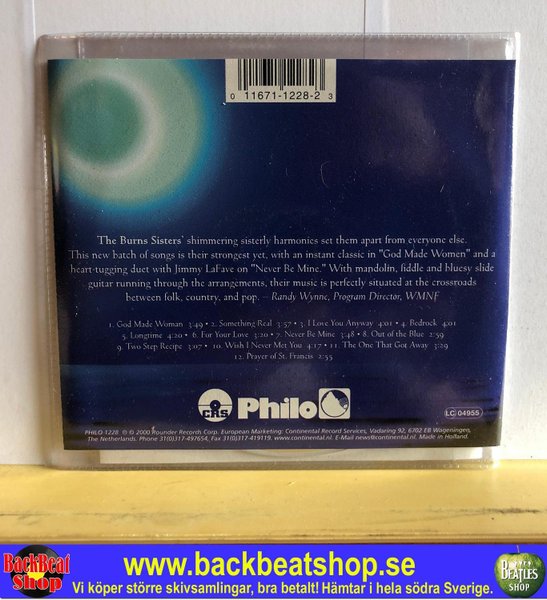 0 11671-1228-2 3
The Burns Sisters' shimmering sisterly harmonies set them apart from everyone else.
This new batch of songs is their strongest yet, with an instant classic in "God Made Women" and a
heart-tugging duet with Jimmy LaFave on "Never Be Mine." With mandolin, fiddle and bluesy slide
guitar running through the arrangements, their music is perfectly situated at the crossroads
between folk, country, and pop. – Randy Wynne, Program Director, WMNF
1. God Made Woman 3:49 • 2. Something Real 3:57 • 3. I Love You Anyway 4:01 • 4. Bedrock 4:01
5. Longtime 4:20 • 6. For Your Love 3:20 • 7. Never Be Mine 3:48 • 8. Out of the Blue 2:59
9. Two Step Recipe 3:07 • 10. Wish I Never Met You 4:17 • 11. The One That Got Away 3:29
12. Prayer of St. Francis 2:55
CRS Philo
LC 04955
PHILO 1228 ℗ © 2000 Rounder Records Corp. European Marketing: Continental Record Services, Vadaring 92, 6702 EB Wageningen,
The Netherlands. Phone 31(0)317-497654, Fax 31(0)317-419119. www.continental.nl. E-Mail news@continental.nl. Made in Holland.
BackBeat
Shop
www.backbeatshop.se
Vi köper större skivsamlingar, bra betalt! Hämtar i hela södra Sverige.
BEATLES
SHOP